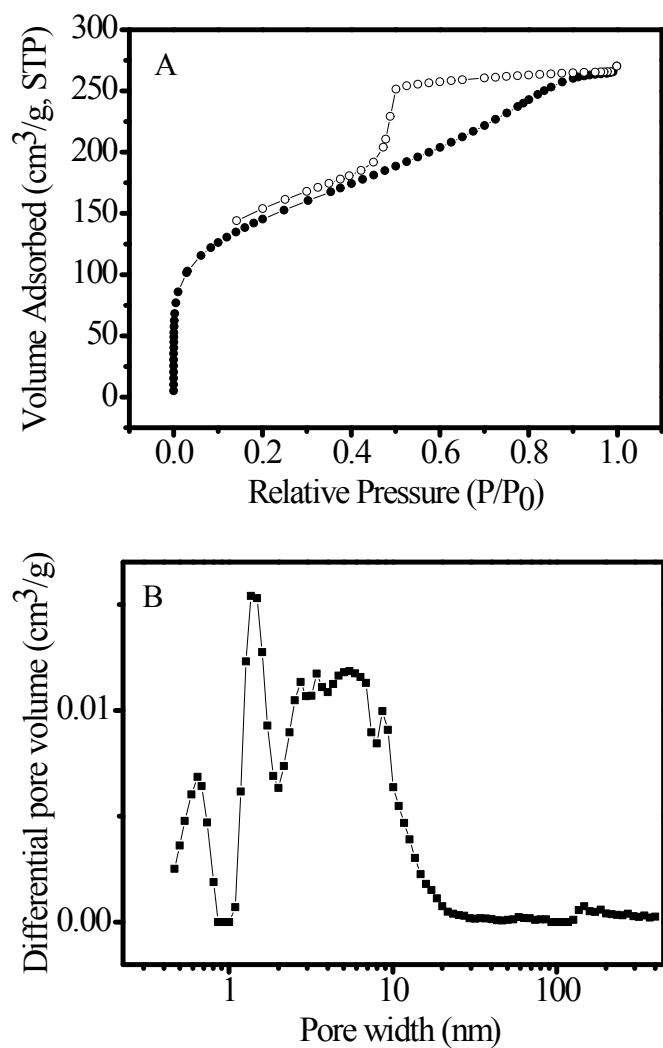 A
Volume Adsorbed (cm³/g, STP)
300
250
200
150
100
50
0
0.0 0.2 0.4 0.6 0.8 1.0
Relative Pressure (P/P0)
B
Differential pore volume (cm³/g)
0.01
0.00
1 10 100
Pore width (nm)